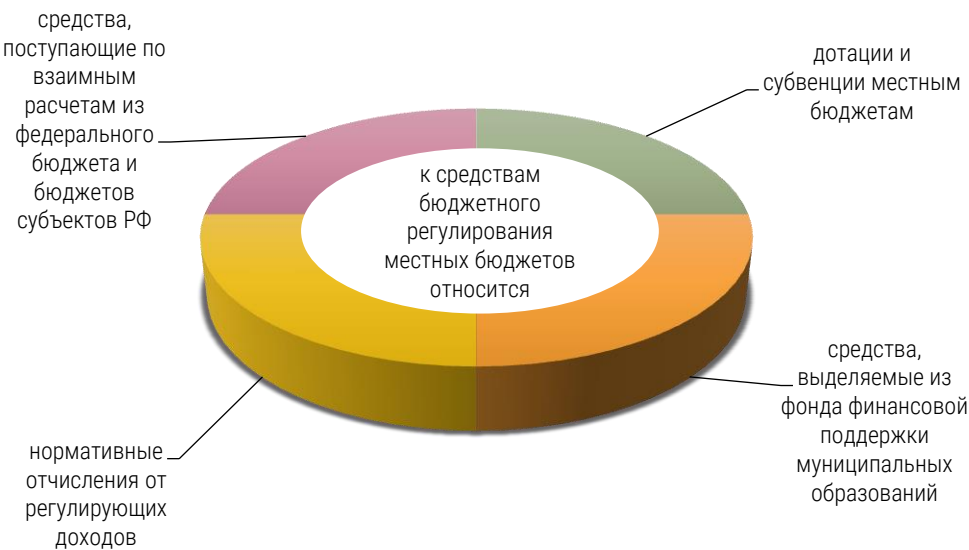 средства,
поступающие по
взаимным
расчетам из
федерального
бюджета и
бюджетов
субъектов РФ
дотации и
субвенции местным
бюджетам
к средствам
бюджетного
регулирования
местных бюджетов
относится
средства,
выделяемые из
фонда финансовой
поддержки
муниципальных
образований
нормативные
отчисления от
регулирующих
доходов